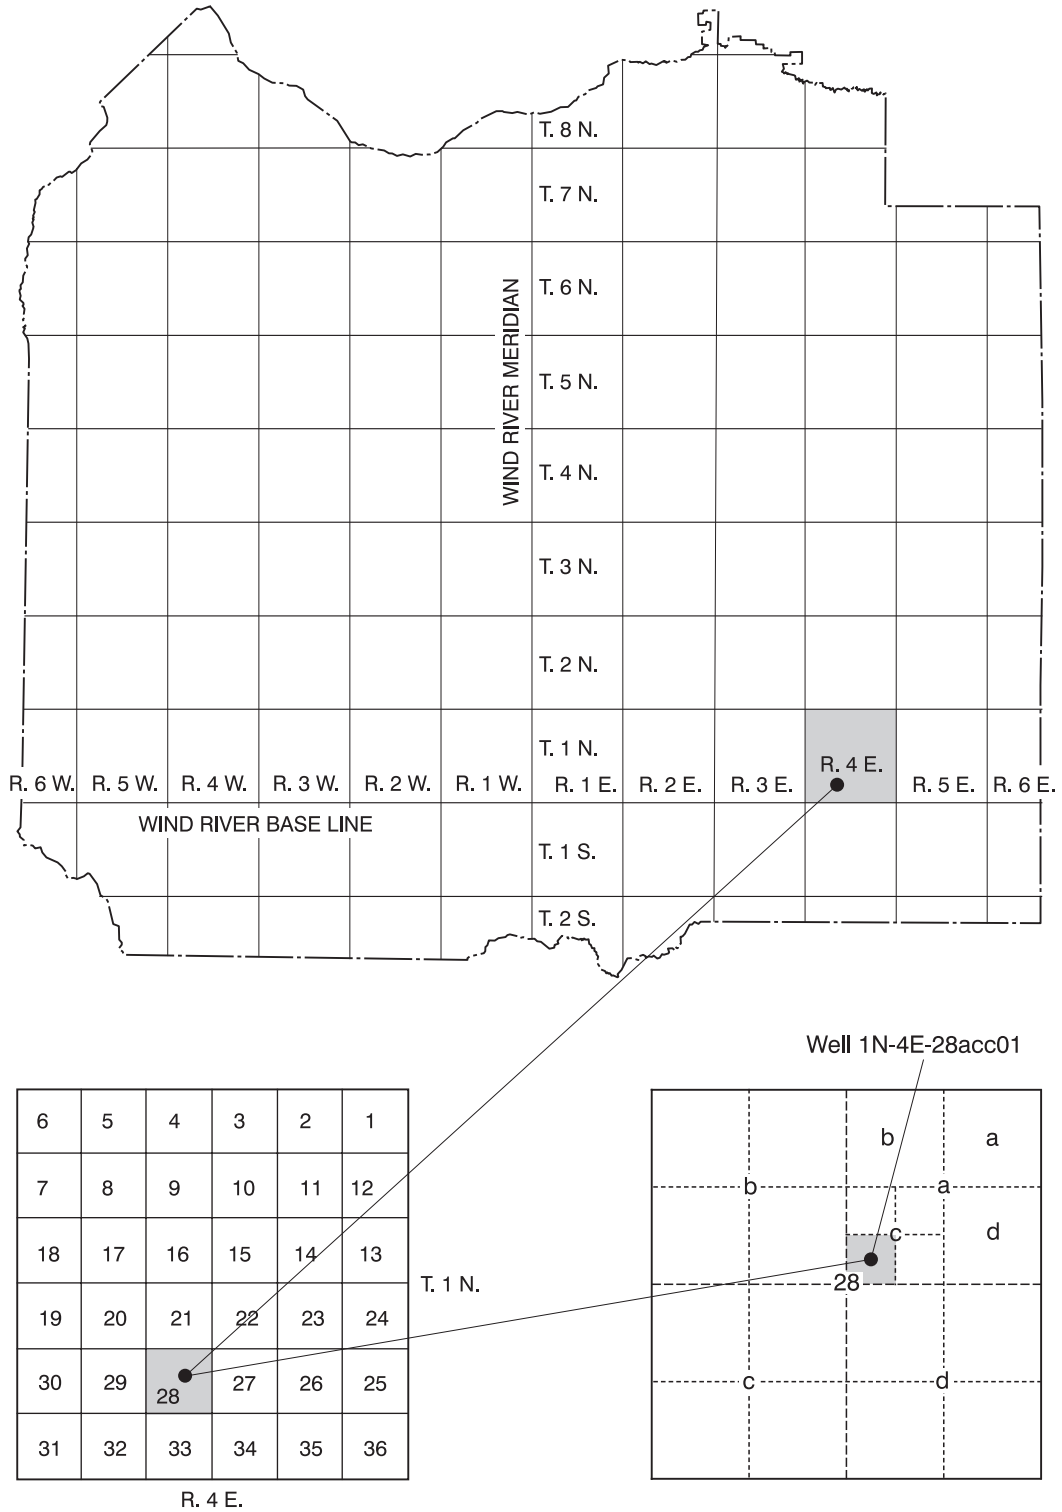 T. 8 N.
T. 7 N.
T. 6 N.
WIND RIVER MERIDIAN
T. 5 N.
T. 4 N.
T. 3 N.
T. 2 N.
T. 1 N.
R. 6 W. R. 5 W. R. 4 W. R. 3 W. R. 2 W. R. 1 W. R. 1 E. R. 2 E. R. 3 E. R. 4 E. R. 5 E. R. 6 E.
WIND RIVER BASE LINE
T. 1 S.
T. 2 S.
6 5 4 3 2 1
7 8 9 10 11 12
18 17 16 15 14 13
19 20 21 22 23 24
30 29 28 27 26 25
31 32 33 34 35 36
T. 1 N.
R. 4 E.
Well 1N-4E-28acc01
b a
b a
c d
28
c d